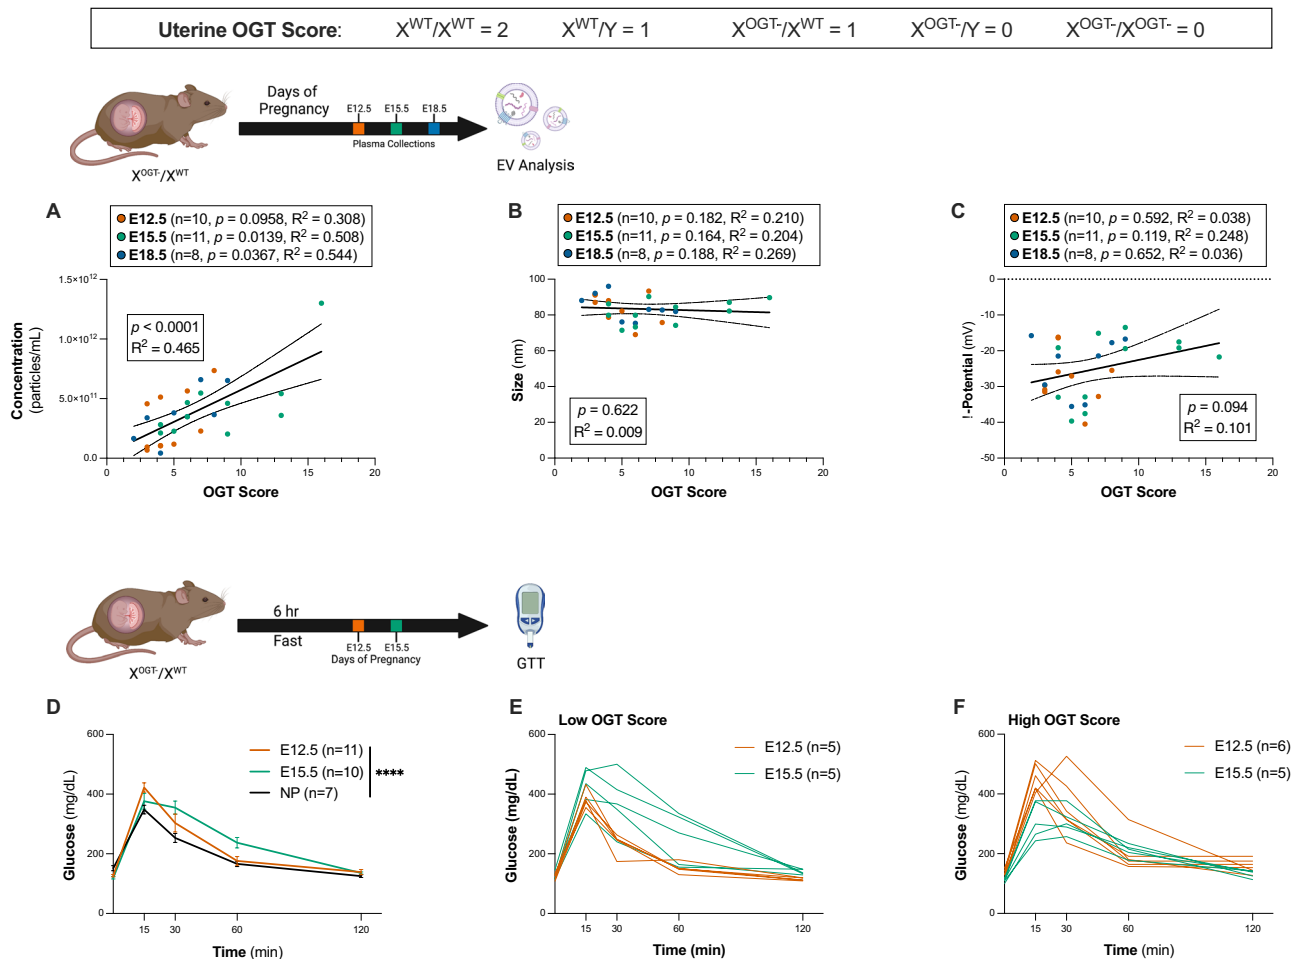 Uterine OGT Score: X^WT/X^WT = 2 X^WT/Y = 1 X^OGT-/X^WT = 1 X^OGT-/Y = 0 X^OGT-/X^OGT- = 0
Days of
Pregnancy
E12.5 E15.5 E18.5
Plasma Collections
EV Analysis
X^OGT-/X^WT
A
E12.5 (n=10, p = 0.0958, R² = 0.308)
E15.5 (n=11, p = 0.0139, R² = 0.508)
E18.5 (n=8, p = 0.0367, R² = 0.544)
1.5×10¹²
1.0×10¹²
5.0×10¹¹
0.0
Concentration
(particles/mL)
p < 0.0001
R² = 0.465
0 5 10 15 20
OGT Score
B
E12.5 (n=10, p = 0.182, R² = 0.210)
E15.5 (n=11, p = 0.164, R² = 0.204)
E18.5 (n=8, p = 0.188, R² = 0.269)
100
80
60
40
20
0
Size (nm)
p = 0.622
R² = 0.009
0 5 10 15 20
OGT Score
C
E12.5 (n=10, p = 0.592, R² = 0.038)
E15.5 (n=11, p = 0.119, R² = 0.248)
E18.5 (n=8, p = 0.652, R² = 0.036)
0
-10
-20
-30
-40
-50
!-Potential (mV)
p = 0.094
R² = 0.101
0 5 10 15 20
OGT Score
6 hr
Fast
E12.5 E15.5
Days of Pregnancy
GTT
X^OGT-/X^WT
D
600
400
200
0
Glucose (mg/dL)
E12.5 (n=11)
E15.5 (n=10)
NP (n=7)
****
15 30 60 120
Time (min)
E
Low OGT Score
600
400
200
0
Glucose (mg/dL)
E12.5 (n=5)
E15.5 (n=5)
15 30 60 120
Time (min)
F
High OGT Score
600
400
200
0
Glucose (mg/dL)
E12.5 (n=6)
E15.5 (n=5)
15 30 60 120
Time (min)